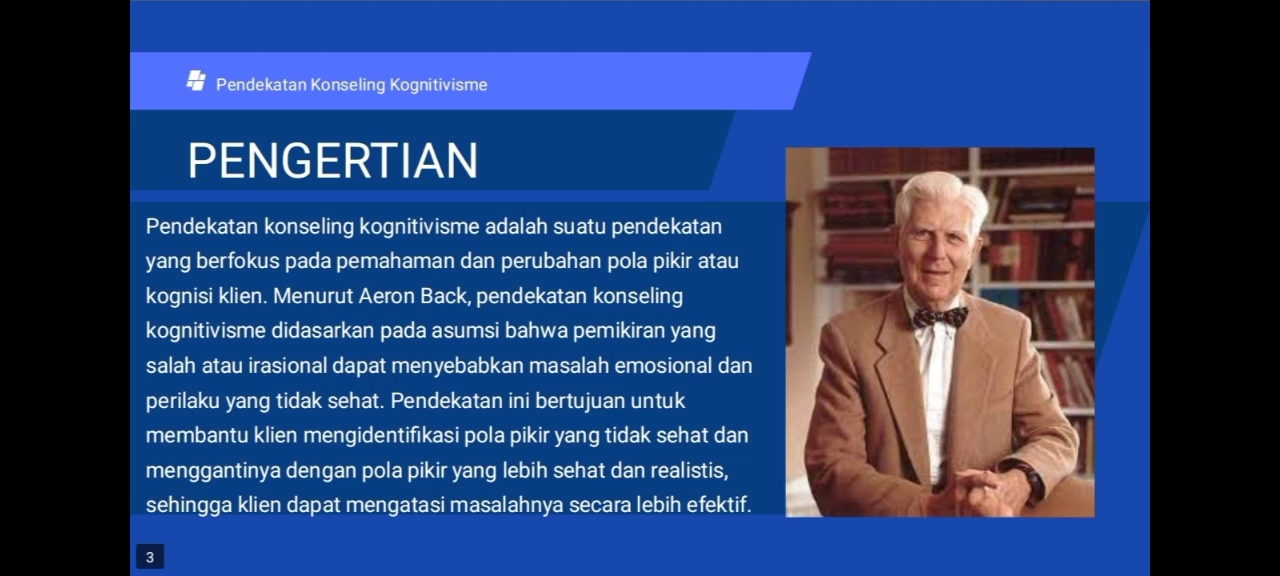 Pendekatan Konseling Kognitivisme
PENGERTIAN
Pendekatan konseling kognitivisme adalah suatu pendekatan
yang berfokus pada pemahaman dan perubahan pola pikir atau
kognisi klien. Menurut Aeron Back, pendekatan konseling
kognitivisme didasarkan pada asumsi bahwa pemikiran yang
salah atau irasional dapat menyebabkan masalah emosional dan
perilaku yang tidak sehat. Pendekatan ini bertujuan untuk
membantu klien mengidentifikasi pola pikir yang tidak sehat dan
menggantinya dengan pola pikir yang lebih sehat dan realistis,
sehingga klien dapat mengatasi masalahnya secara lebih efektif.
3